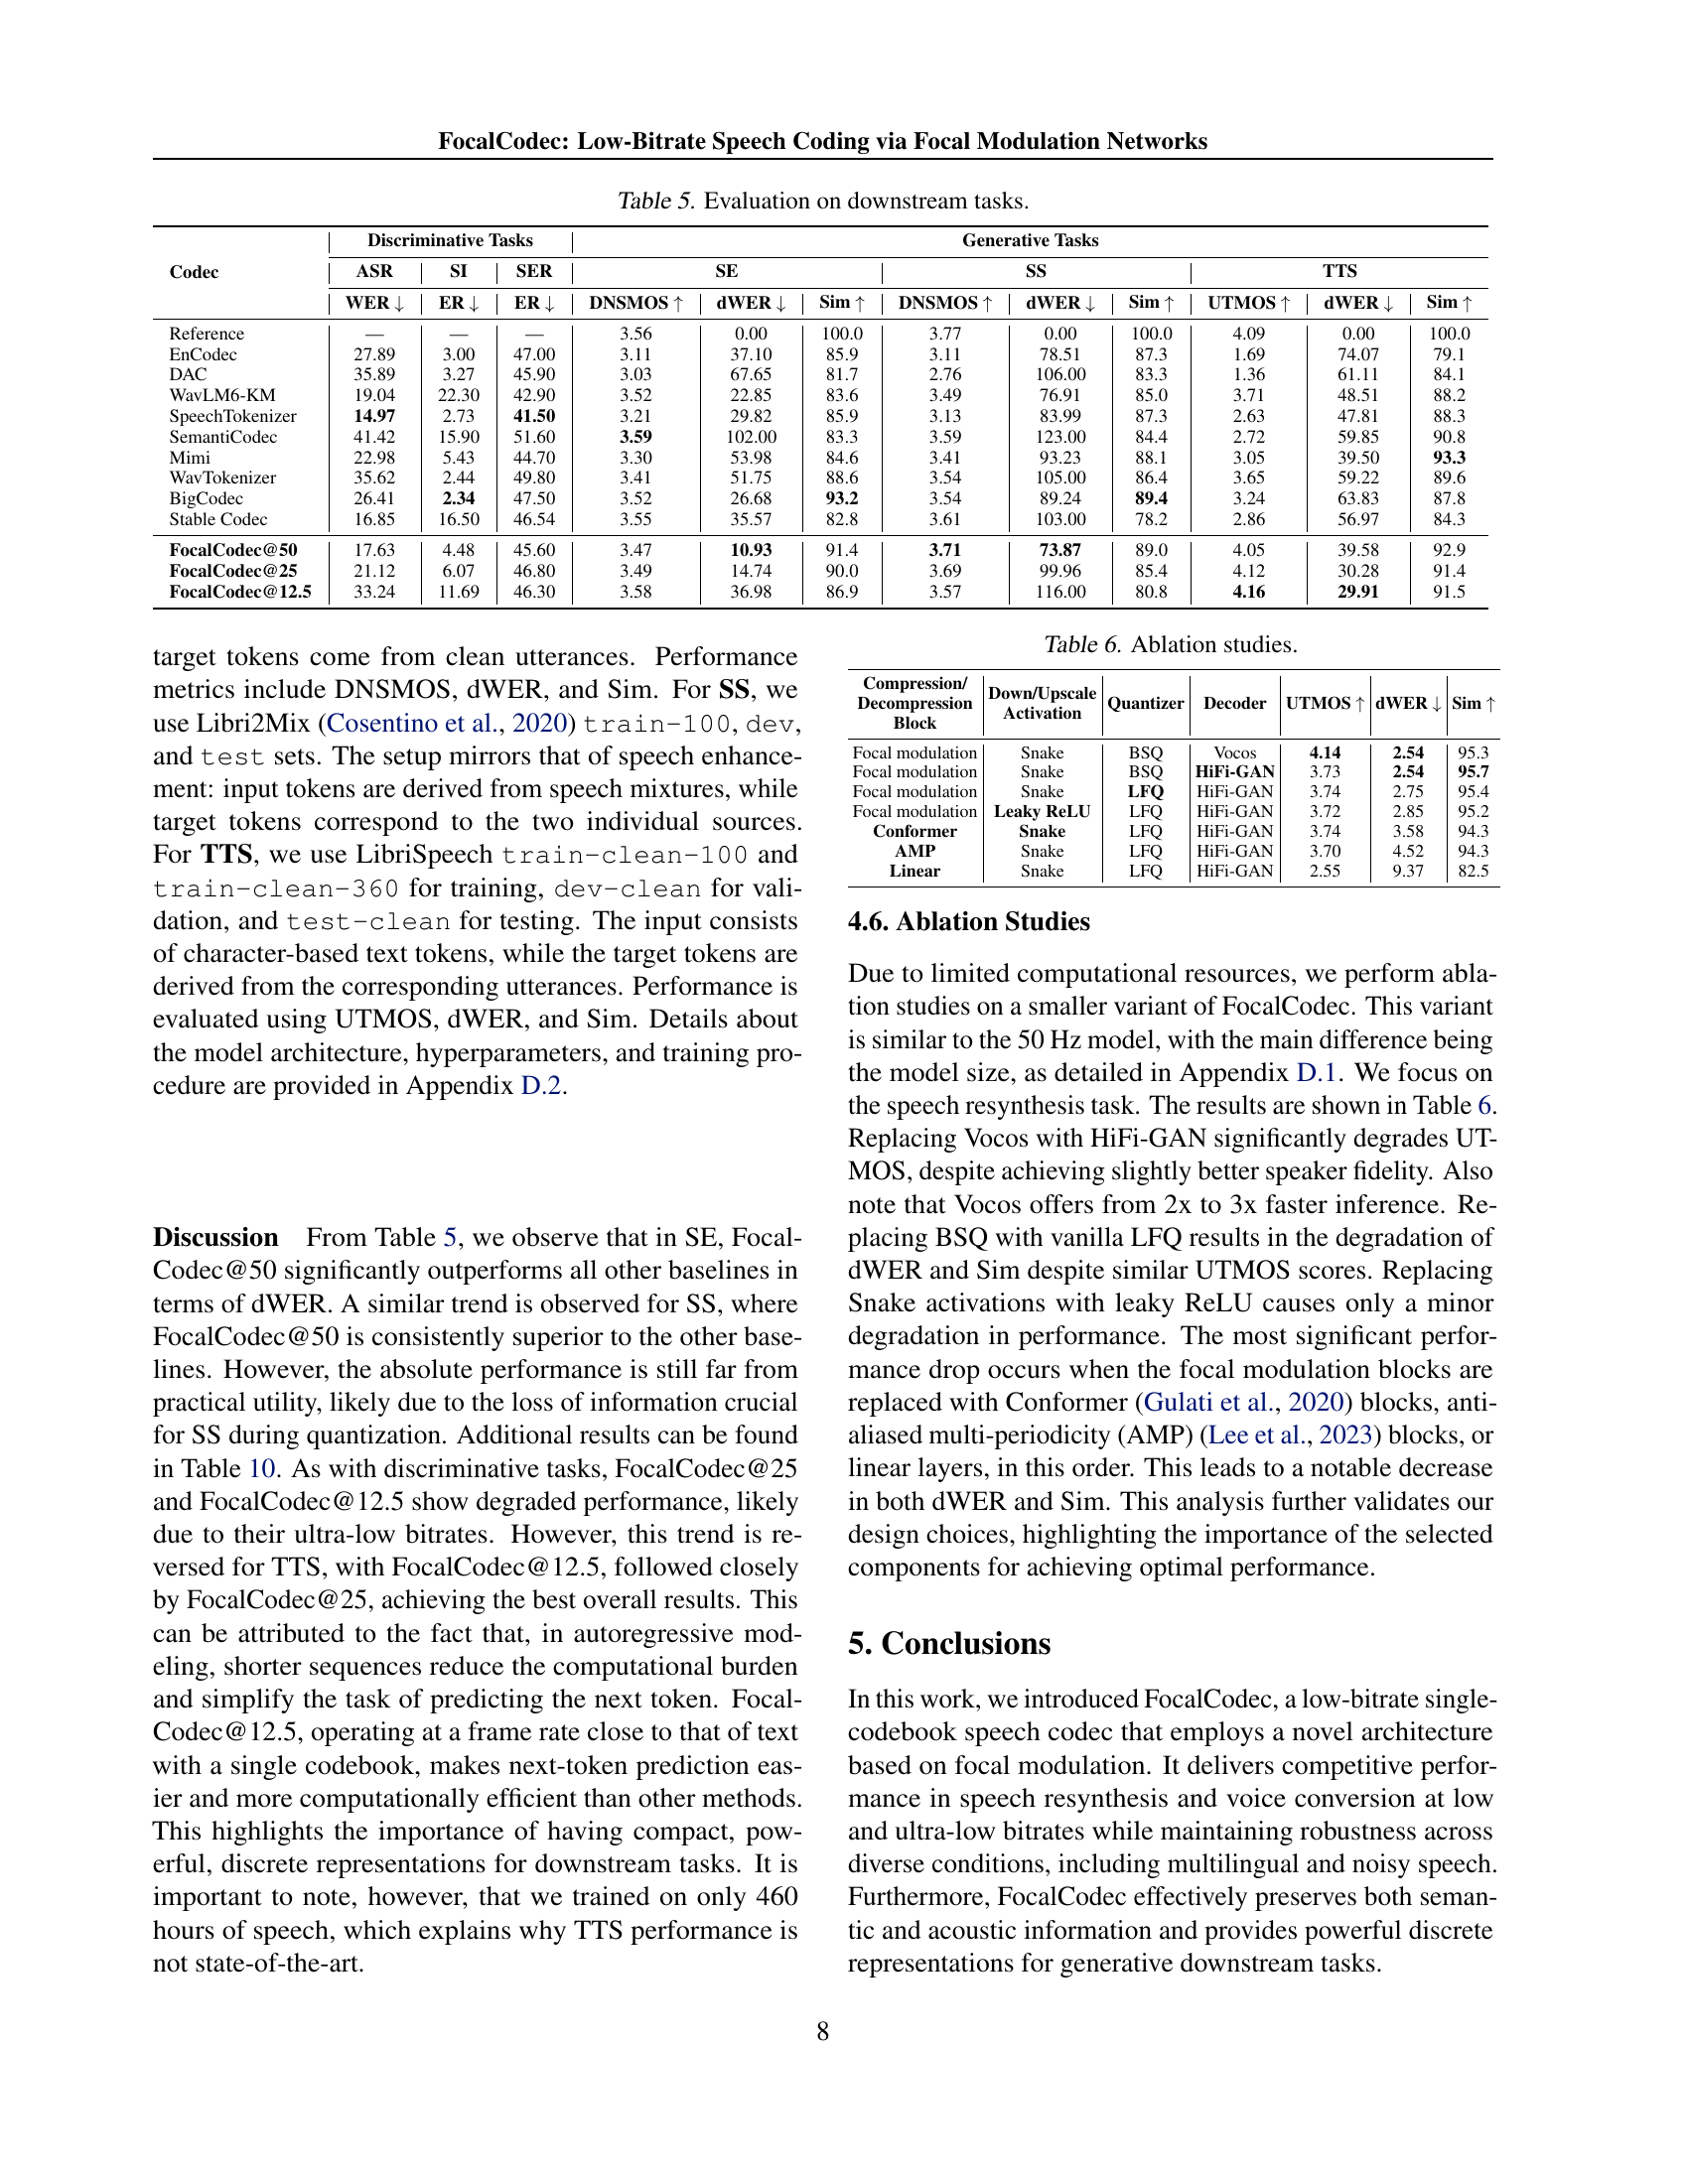 FocalCodec: Low-Bitrate Speech Coding via Focal Modulation Networks
Table 5. Evaluation on downstream tasks.
Discriminative Tasks Generative Tasks
Codec ASR SI SER SE SS TTS
WER ↓ ER ↓ ER ↓ DNSMOS ↑ dWER ↓ Sim ↑ DNSMOS ↑ dWER ↓ Sim ↑ UTMOS ↑ dWER ↓ Sim ↑
Reference — — — 3.56 0.00 100.0 3.77 0.00 100.0 4.09 0.00 100.0
EnCodec 27.89 3.00 47.00 3.11 37.10 85.9 3.11 78.51 87.3 1.69 74.07 79.1
DAC 35.89 3.27 45.90 3.03 67.65 81.7 2.76 106.00 83.3 1.36 61.11 84.1
WavLM6-KM 19.04 22.30 42.90 3.52 22.85 83.6 3.49 76.91 85.0 3.71 48.51 88.2
SpeechTokenizer 14.97 2.73 41.50 3.21 29.82 85.9 3.13 83.99 87.3 2.63 47.81 88.3
SemantiCodec 41.42 15.90 51.60 3.59 102.00 83.3 3.59 123.00 84.4 2.72 59.85 90.8
Mimi 22.98 5.43 44.70 3.30 53.98 84.6 3.41 93.23 88.1 3.05 39.50 93.3
WavTokenizer 35.62 2.44 49.80 3.41 51.75 88.6 3.54 105.00 86.4 3.65 59.22 89.6
BigCodec 26.41 2.34 47.50 3.52 26.68 93.2 3.54 89.24 89.4 3.24 63.83 87.8
Stable Codec 16.85 16.50 46.54 3.55 35.57 82.8 3.61 103.00 78.2 2.86 56.97 84.3
FocalCodec@50 17.63 4.48 45.60 3.47 10.93 91.4 3.71 73.87 89.0 4.05 39.58 92.9
FocalCodec@25 21.12 6.07 46.80 3.49 14.74 90.0 3.69 99.96 85.4 4.12 30.28 91.4
FocalCodec@12.5 33.24 11.69 46.30 3.58 36.98 86.9 3.57 116.00 80.8 4.16 29.91 91.5
target tokens come from clean utterances. Performance
metrics include DNSMOS, dWER, and Sim. For SS, we
use Libri2Mix (Cosentino et al., 2020) train-100, dev,
and test sets. The setup mirrors that of speech enhance-
ment: input tokens are derived from speech mixtures, while
target tokens correspond to the two individual sources.
For TTS, we use LibriSpeech train-clean-100 and
train-clean-360 for training, dev-clean for vali-
dation, and test-clean for testing. The input consists
of character-based text tokens, while the target tokens are
derived from the corresponding utterances. Performance is
evaluated using UTMOS, dWER, and Sim. Details about
the model architecture, hyperparameters, and training pro-
cedure are provided in Appendix D.2.
Discussion From Table 5, we observe that in SE, Focal-
Codec@50 significantly outperforms all other baselines in
terms of dWER. A similar trend is observed for SS, where
FocalCodec@50 is consistently superior to the other base-
lines. However, the absolute performance is still far from
practical utility, likely due to the loss of information crucial
for SS during quantization. Additional results can be found
in Table 10. As with discriminative tasks, FocalCodec@25
and FocalCodec@12.5 show degraded performance, likely
due to their ultra-low bitrates. However, this trend is re-
versed for TTS, with FocalCodec@12.5, followed closely
by FocalCodec@25, achieving the best overall results. This
can be attributed to the fact that, in autoregressive mod-
eling, shorter sequences reduce the computational burden
and simplify the task of predicting the next token. Focal-
Codec@12.5, operating at a frame rate close to that of text
with a single codebook, makes next-token prediction eas-
ier and more computationally efficient than other methods.
This highlights the importance of having compact, pow-
erful, discrete representations for downstream tasks. It is
important to note, however, that we trained on only 460
hours of speech, which explains why TTS performance is
not state-of-the-art.
Table 6. Ablation studies.
Compression/
Decompression
Block Down/Upscale
Activation Quantizer Decoder UTMOS ↑ dWER ↓ Sim ↑
Focal modulation Snake BSQ Vocos 4.14 2.54 95.3
Focal modulation Snake BSQ HiFi-GAN 3.73 2.54 95.7
Focal modulation Snake LFQ HiFi-GAN 3.74 2.75 95.4
Focal modulation Leaky ReLU LFQ HiFi-GAN 3.72 2.85 95.2
Conformer Snake LFQ HiFi-GAN 3.74 3.58 94.3
AMP Snake LFQ HiFi-GAN 3.70 4.52 94.3
Linear Snake LFQ HiFi-GAN 2.55 9.37 82.5
4.6. Ablation Studies
Due to limited computational resources, we perform abla-
tion studies on a smaller variant of FocalCodec. This variant
is similar to the 50 Hz model, with the main difference being
the model size, as detailed in Appendix D.1. We focus on
the speech resynthesis task. The results are shown in Table 6.
Replacing Vocos with HiFi-GAN significantly degrades UT-
MOS, despite achieving slightly better speaker fidelity. Also
note that Vocos offers from 2x to 3x faster inference. Re-
placing BSQ with vanilla LFQ results in the degradation of
dWER and Sim despite similar UTMOS scores. Replacing
Snake activations with leaky ReLU causes only a minor
degradation in performance. The most significant perfor-
mance drop occurs when the focal modulation blocks are
replaced with Conformer (Gulati et al., 2020) blocks, anti-
aliased multi-periodicity (AMP) (Lee et al., 2023) blocks, or
linear layers, in this order. This leads to a notable decrease
in both dWER and Sim. This analysis further validates our
design choices, highlighting the importance of the selected
components for achieving optimal performance.
5. Conclusions
In this work, we introduced FocalCodec, a low-bitrate single-
codebook speech codec that employs a novel architecture
based on focal modulation. It delivers competitive perfor-
mance in speech resynthesis and voice conversion at low
and ultra-low bitrates while maintaining robustness across
diverse conditions, including multilingual and noisy speech.
Furthermore, FocalCodec effectively preserves both seman-
tic and acoustic information and provides powerful discrete
representations for generative downstream tasks.
8